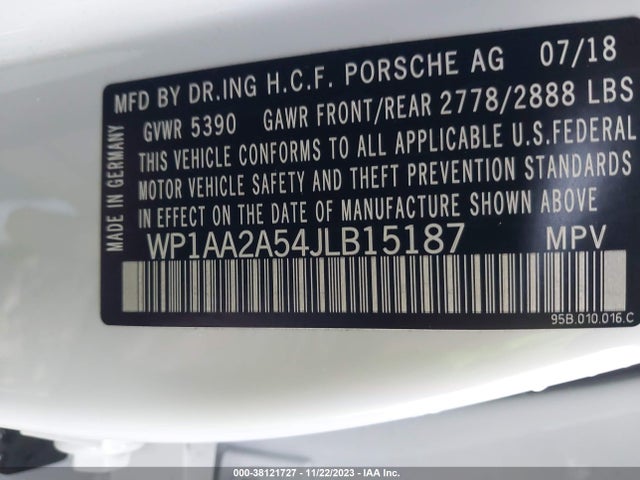 MFD BY DR.ING H.C.F. PORSCHE AG 07/18
GVWR 5390 GAWR FRONT/REAR 2778/2888 LBS
THIS VEHICLE CONFORMS TO ALL APPLICABLE U.S.FEDERAL
MOTOR VEHICLE SAFETY AND THEFT PREVENTION STANDARDS
IN EFFECT ON THE DATE OF MANUFACTURE SHOWN ABOVE
WP1AA2A54JLB15187 MPV
MADE IN GERMANY
95B.010.016.C
000-38121727 - 11/22/2023 - IAA Inc.